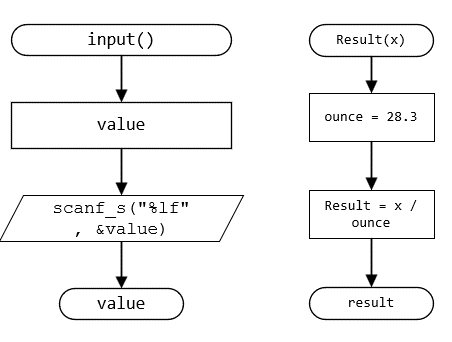 input()
value
scanf_s("%lf"
, &value)
value
Result(x)
ounce = 28.3
Result = x /
ounce
result